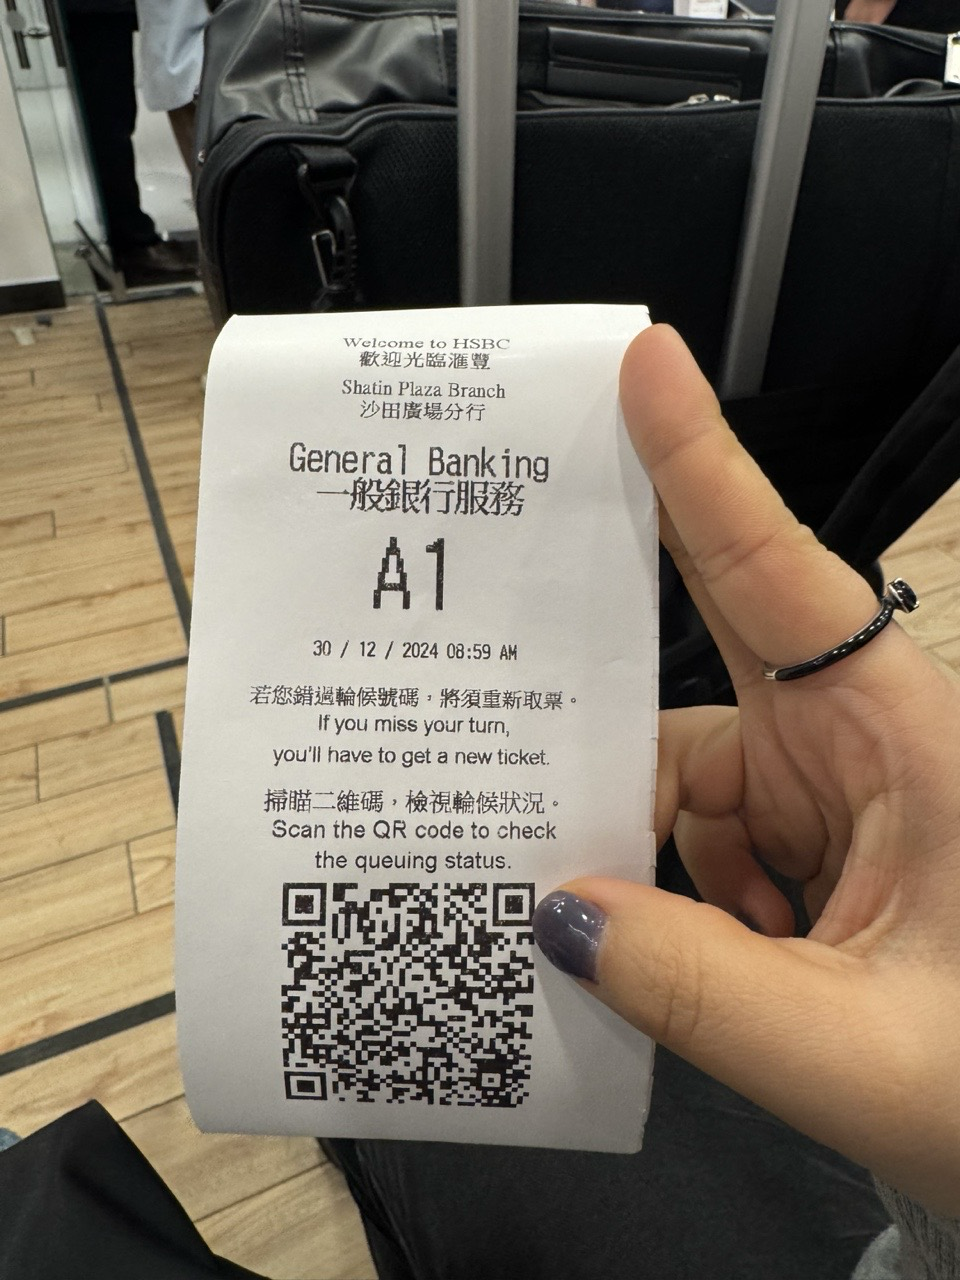 Welcome to HSBC
歡迎光臨滙豐
Shatin Plaza Branch
沙田廣場分行
General Banking
一般銀行服務
A1
30 / 12 / 2024 08:59 AM
若您錯過輪候號碼，將須重新取票。
If you miss your turn,
you'll have to get a new ticket.
掃瞄二維碼，檢視輪候狀況。
Scan the QR code to check
the queuing status.